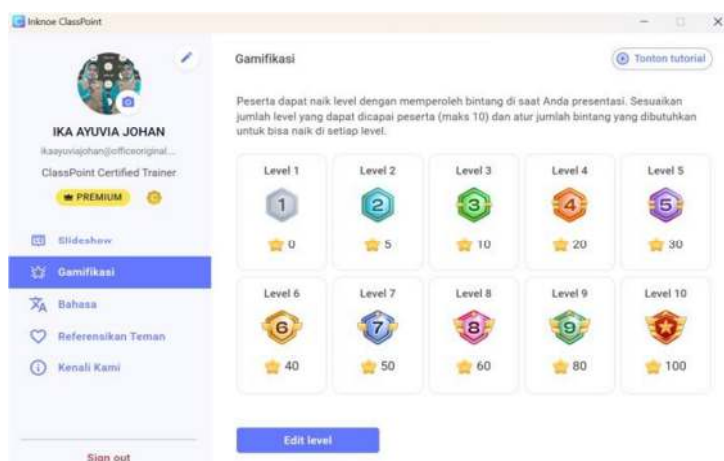 Inknoe ClassPoint
IKA AYUVIA JOHAN
ikaayuviajohan@officeoriginal...
ClassPoint Certified Trainer
PREMIUM
Slideshow
Gamifikasi
Bahasa
Referensikan Teman
Kenali Kami
Sign out
Gamifikasi
Tonton tutorial
Peserta dapat naik level dengan memperoleh bintang di saat Anda presentasi. Sesuaikan
jumlah level yang dapat dicapai peserta (maks 10) dan atur jumlah bintang yang dibutuhkan
untuk bisa naik di setiap level.
Level 1 Level 2 Level 3 Level 4 Level 5
1 2 3 4 5
0 5 10 20 30
Level 6 Level 7 Level 8 Level 9 Level 10
6 7 8 9
40 50 60 80 100
Edit level